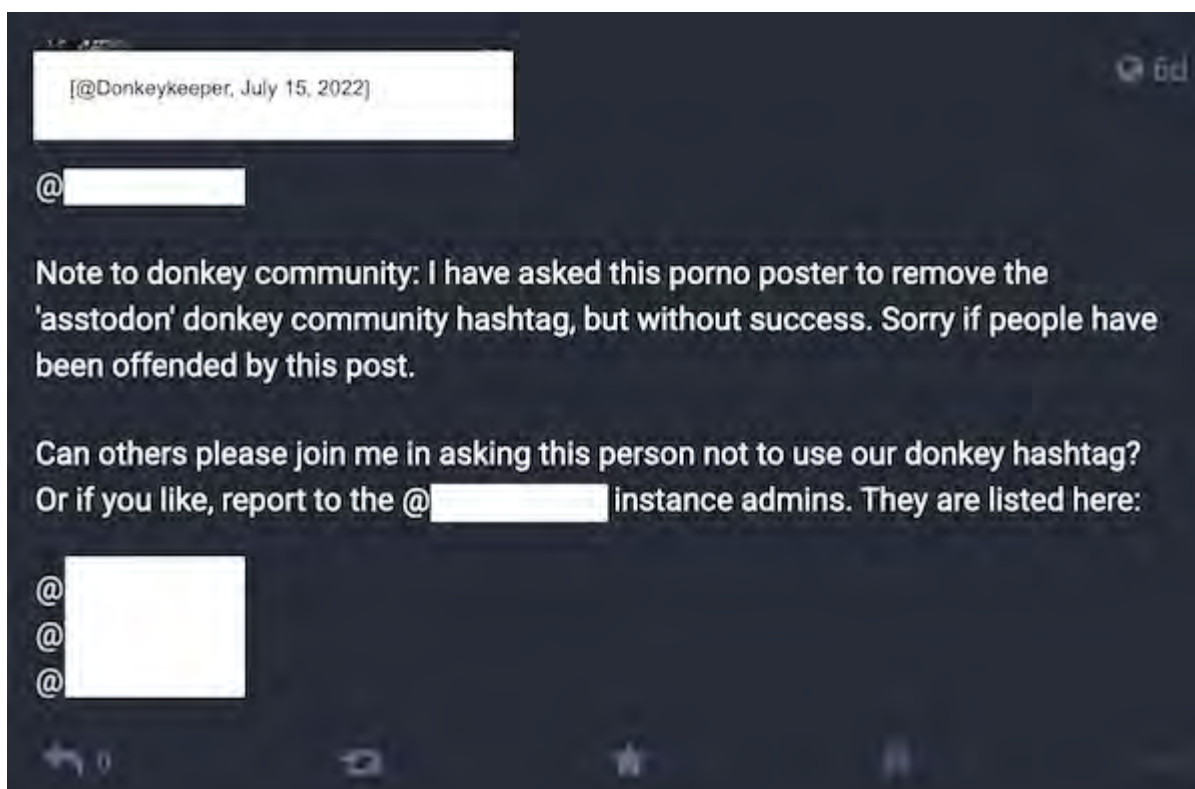 [@Donkeykeeper, July 15, 2022]
6d
@
Note to donkey community: I have asked this porno poster to remove the
'asstodon' donkey community hashtag, but without success. Sorry if people have
been offended by this post.
Can others please join me in asking this person not to use our donkey hashtag?
Or if you like, report to the @ instance admins. They are listed here:
@
@
@
0